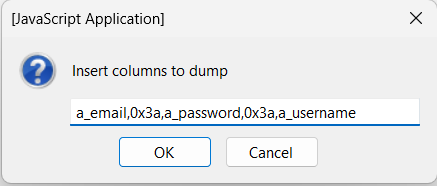 [JavaScript Application]
Insert columns to dump
a_email,0x3a,a_password,0x3a,a_username
OK
Cancel